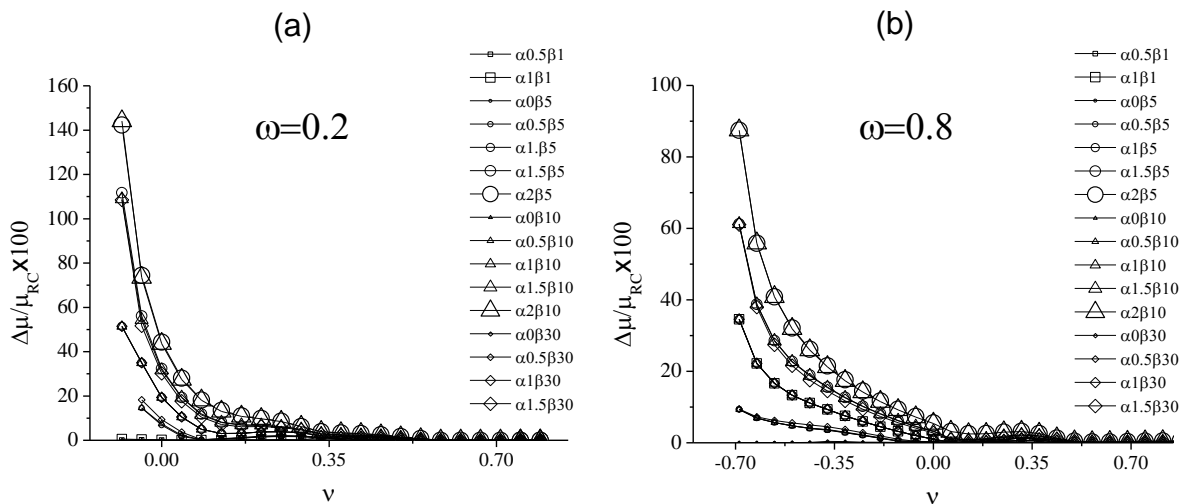 (a)
(b)
ω=0.2
ω=0.8
160
140
120
100
80
60
40
20
0
Δμ/μRCX100
0.00
0.35
0.70
ν
α0.5β1
α1β1
α0β5
α0.5β5
α1.β5
α1.5β5
α2β5
α0β10
α0.5β10
α1β10
α1.5β10
α2β10
α0β30
α0.5β30
α1β30
α1.5β30
100
80
60
40
20
0
Δμ/μRCX100
-0.70
-0.35
0.00
0.35
0.70
ν
α0.5β1
α1β1
α0β5
α0.5β5
α1β5
α1.5β5
α2β5
α0β10
α0.5β10
α1β10
α1.5β10
α2β10
α0β30
α0.5β30
α1β30
α1.5β30